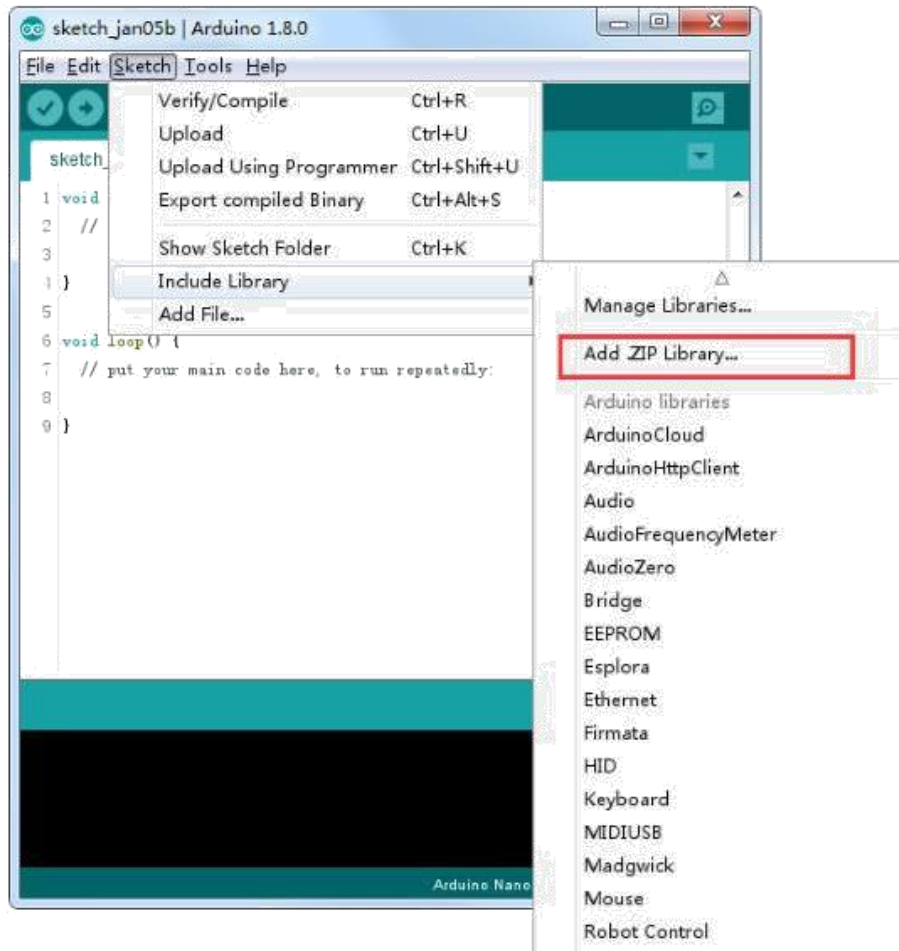 sketch_jan05b | Arduino 1.8.0
File Edit Sketch Tools Help
Verify/Compile Ctrl+R
Upload Ctrl+U
Upload Using Programmer Ctrl+Shift+U
Export compiled Binary Ctrl+Alt+S
Show Sketch Folder Ctrl+K
Include Library
Add File...
sketch_
1 void
2 //
3
4 }
5
6 void loop() {
7 // put your main code here, to run repeatedly:
8
9 }
Arduino Nano
Manage Libraries...
Add .ZIP Library...
Arduino libraries
ArduinoCloud
ArduinoHttpClient
Audio
AudioFrequencyMeter
AudioZero
Bridge
EEPROM
Esplora
Ethernet
Firmata
HID
Keyboard
MIDIUSB
Madgwick
Mouse
Robot Control